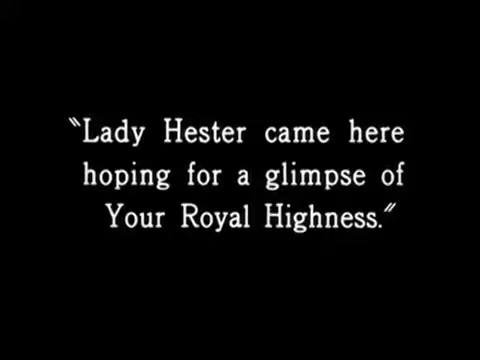 "Lady Hester came here
hoping for a glimpse of
Your Royal Highness."